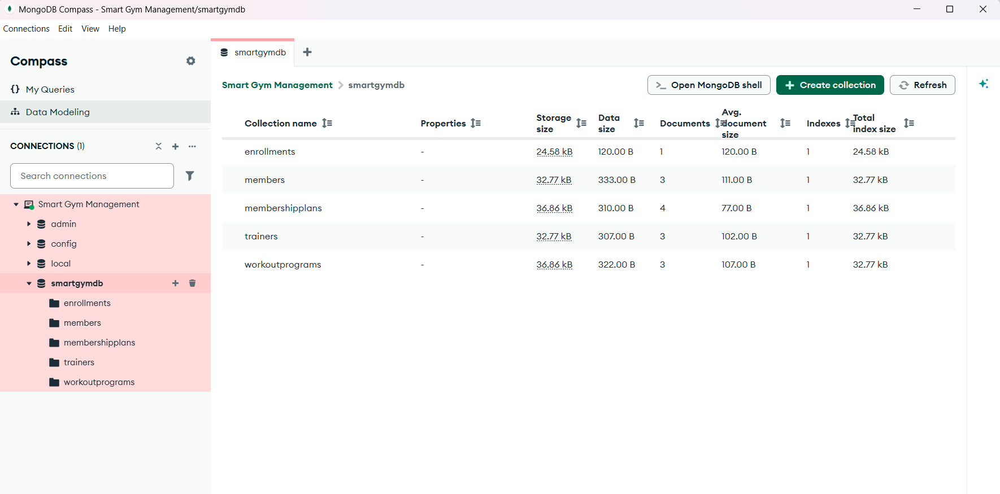 MongoDB Compass - Smart Gym Management/smartgymdb
Connections Edit View Help
Compass
My Queries
Data Modeling
CONNECTIONS (1)
Search connections
Smart Gym Management
admin
config
local
smartgymdb
enrollments
members
membershipplans
trainers
workoutprograms
smartgymdb
Smart Gym Management > smartgymdb
Open MongoDB shell
Create collection
Refresh
Collection name Properties Storage size Data size Documents Avg. document size Indexes Total index size
enrollments - 24.58 kB 120.00 B 1 120.00 B 1 24.58 kB
members - 32.77 kB 333.00 B 3 111.00 B 1 32.77 kB
membershipplans - 36.86 kB 310.00 B 4 77.00 B 1 36.86 kB
trainers - 32.77 kB 307.00 B 3 102.00 B 1 32.77 kB
workoutprograms - 36.86 kB 322.00 B 3 107.00 B 1 32.77 kB